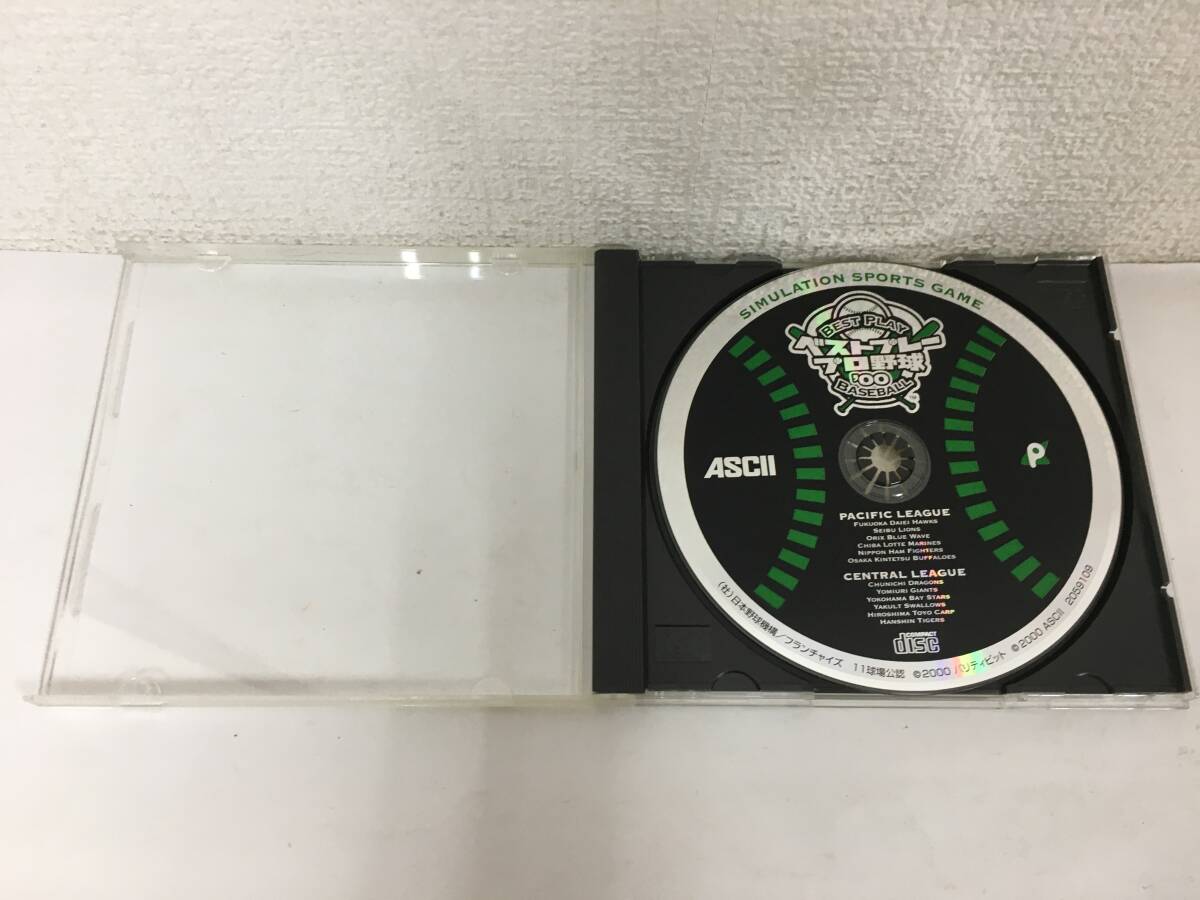 SIMULATION SPORTS GAME
BEST PLAY
ベストプレー
プロ野球
'00
BASEBALL
TM
ASCII
P
PACIFIC LEAGUE
FUKUOKA DAIEI HAWKS
SEIBU LIONS
ORIX BLUE WAVE
CHIBA LOTTE MARINES
NIPPON HAM FIGHTERS
OSAKA KINTETSU BUFFALOES
CENTRAL LEAGUE
CHUNICHI DRAGONS
YOMIURI GIANTS
YOKOHAMA BAY STARS
YAKULT SWALLOWS
HIROSHIMA TOYO CARP
HANSHIN TIGERS
COMPACT
disc
(社)日本野球機構/フランチャイズ 11球場公認 ©2000 パリティビット ©2000 ASCII 2059109